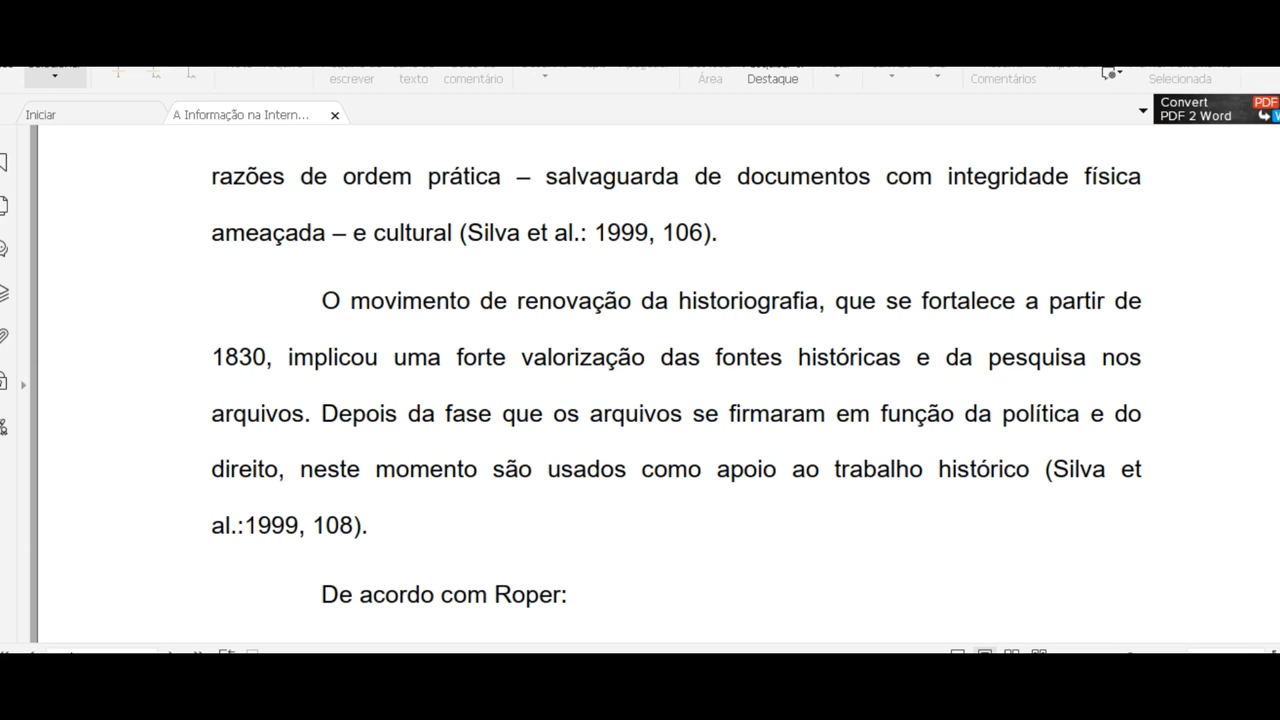 escrever texto comentário Área Destaque Comentários Selecionada
Iniciar A Informação na Intern...
Convert PDF
PDF 2 Word
razões de ordem prática – salvaguarda de documentos com integridade física
ameaçada – e cultural (Silva et al.: 1999, 106).
O movimento de renovação da historiografia, que se fortalece a partir de
1830, implicou uma forte valorização das fontes históricas e da pesquisa nos
arquivos. Depois da fase que os arquivos se firmaram em função da política e do
direito, neste momento são usados como apoio ao trabalho histórico (Silva et
al.:1999, 108).
De acordo com Roper: